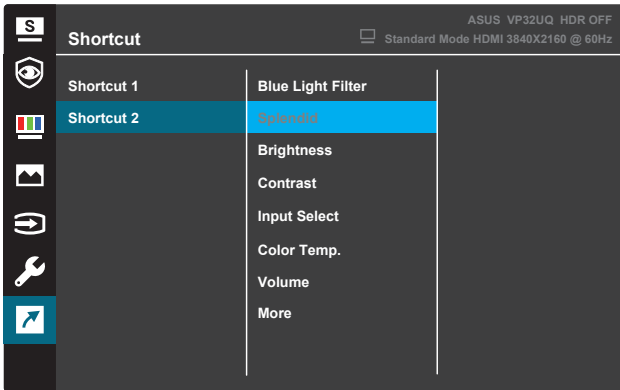 S
ASUS VP32UQ HDR OFF
Shortcut
Standard Mode HDMI 3840X2160 @ 60Hz
Shortcut 1
Blue Light Filter
Shortcut 2
Splendid
Brightness
Contrast
Input Select
Color Temp.
Volume
More